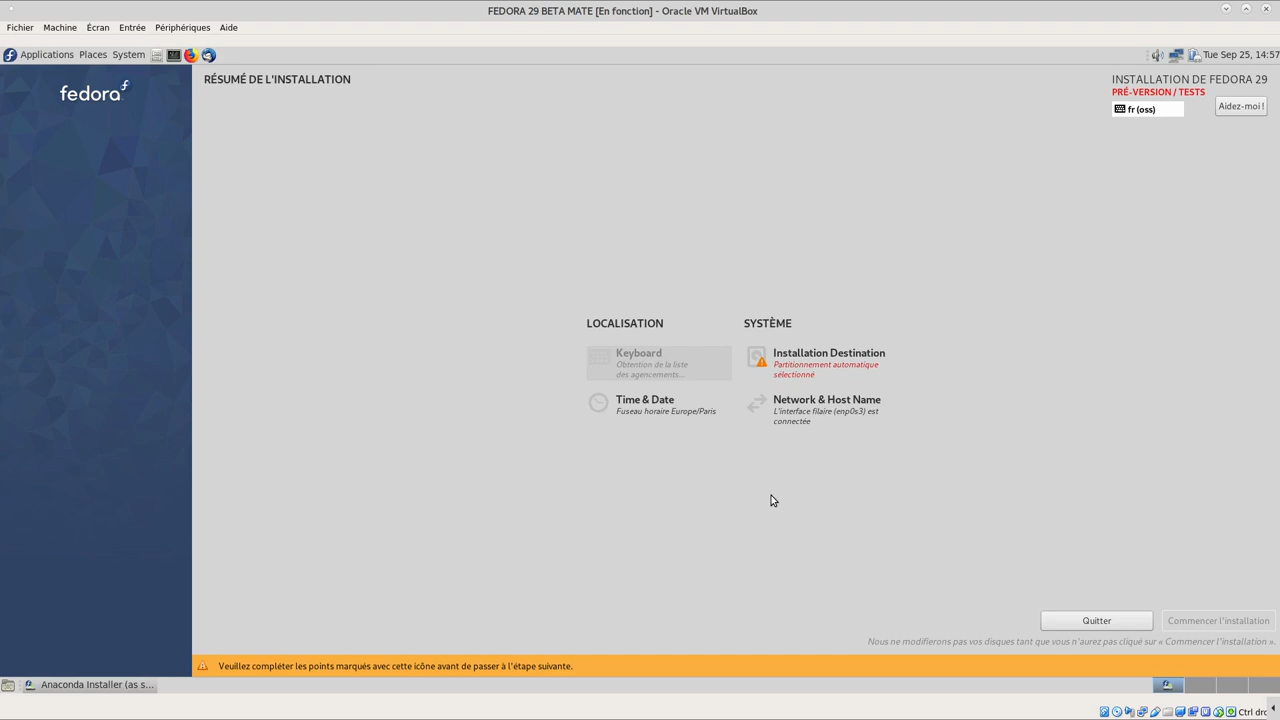 FEDORA 29 BETA MATE [En fonction] - Oracle VM VirtualBox
Fichier Machine Écran Entrée Périphériques Aide
Applications Places System
Tue Sep 25, 14:57
fedora
RÉSUMÉ DE L'INSTALLATION
INSTALLATION DE FEDORA 29
PRÉ-VERSION / TESTS
fr (oss)
Aidez-moi !
LOCALISATION
Keyboard
Obtention de la liste
des agencements...
Time & Date
Fuseau horaire Europe/Paris
SYSTÈME
Installation Destination
Partitionnement automatique
sélectionné
Network & Host Name
L'interface filaire (enp0s3) est
connectée
Quitter
Commencer l'installation
Nous ne modifierons pas vos disques tant que vous n'aurez pas cliqué sur « Commencer l'installation ».
Veuillez compléter les points marqués avec cette icône avant de passer à l'étape suivante.
Anaconda Installer (as s...
Ctrl drc